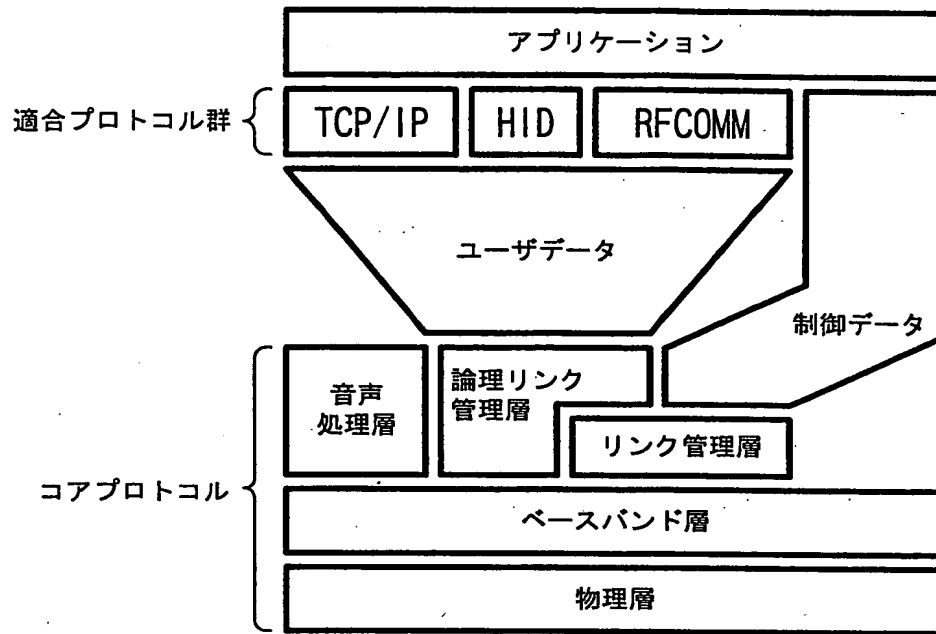 アプリケーション
適合プロトコル群
TCP/IP
HID
RFCOMM
ユーザデータ
制御データ
音声
処理層
論理リンク
管理層
リンク管理層
コアプロトコル
ベースバンド層
物理層